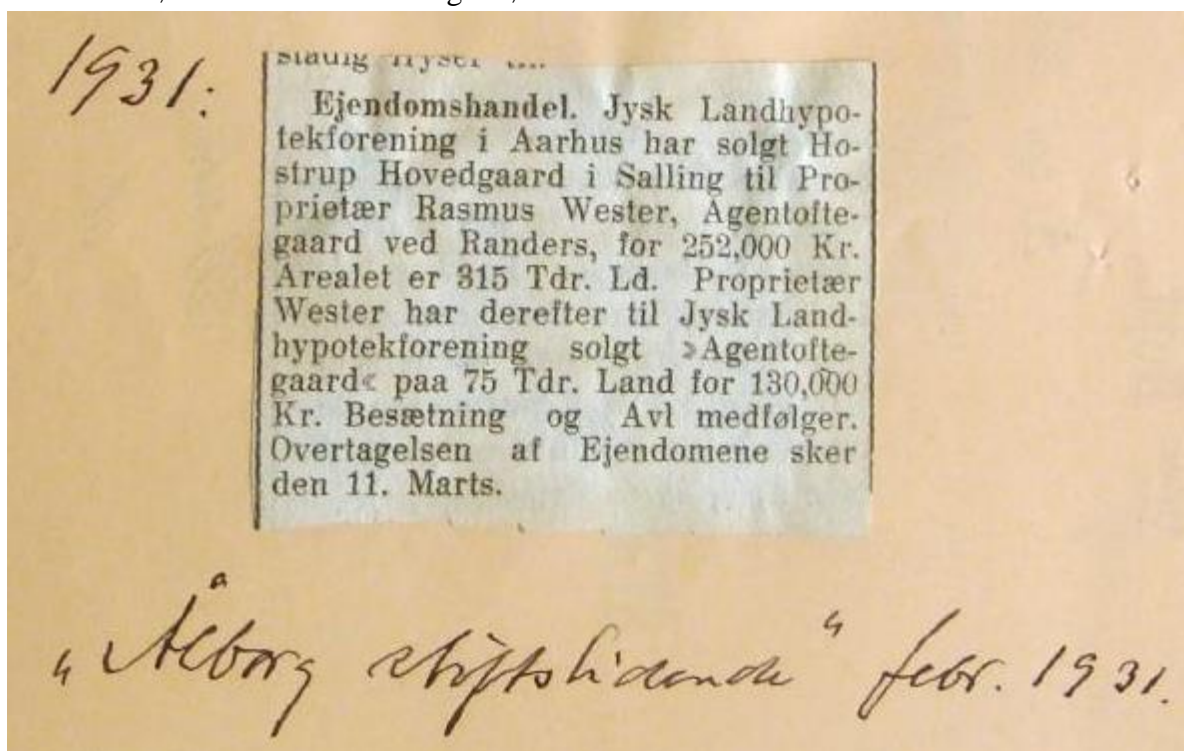 1931:
stadig fryser
Ejendomshandel. Jysk Landhypo-
tekforening i Aarhus har solgt Ho-
strup Hovedgaard i Salling til Pro-
prietær Rasmus Wester, Agentofte-
gaard ved Randers, for 252,000 Kr.
Arealet er 315 Tdr. Ld. Proprietær
Wester har derefter til Jysk Land-
hypotekforening solgt »Agentofte-
gaard« paa 75 Tdr. Land for 130,000
Kr. Besætning og Avl medfølger.
Overtagelsen af Ejendomene sker
den 11. Marts.
"Ålborg stiftstidende" febr. 1931.